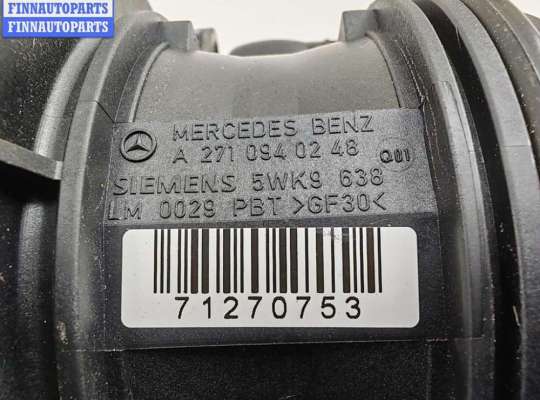 FINNAUTOPARTS
FINNAUTOPARTS
MERCEDES BENZ
A 271 094 02 48 Q01
SIEMENS 5WK9 638
LM 0029 PBT >GF30<
71270753